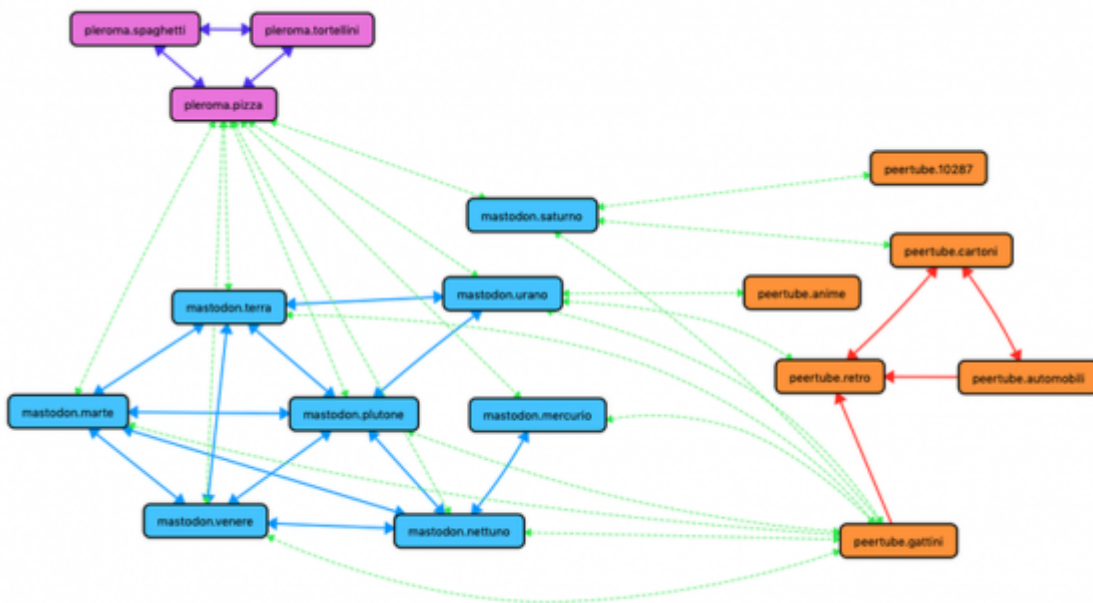 pleroma.spaghetti
pleroma.tortellini
pleroma.pizza
peertube.10287
mastodon.saturno
peertube.cartoni
mastodon.urano
peertube.anime
mastodon.terra
peertube.retro
peertube.automobili
mastodon.marte
mastodon.plutone
mastodon.mercurio
mastodon.venere
mastodon.nettuno
peertube.gattini